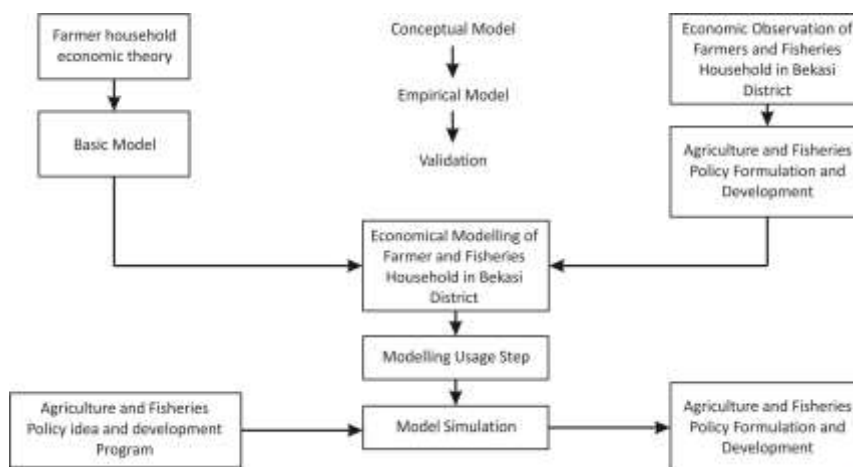 Farmer household
economic theory
Basic Model
Conceptual Model
Empirical Model
Validation
Economic Observation of
Farmers and Fisheries
Household in Bekasi
District
Agriculture and Fisheries
Policy Formulation and
Development
Economical Modelling of
Farmer and Fisheries
Household in Bekasi
District
Modelling Usage Step
Agriculture and Fisheries
Policy idea and development
Program
Model Simulation
Agriculture and Fisheries
Policy Formulation and
Development